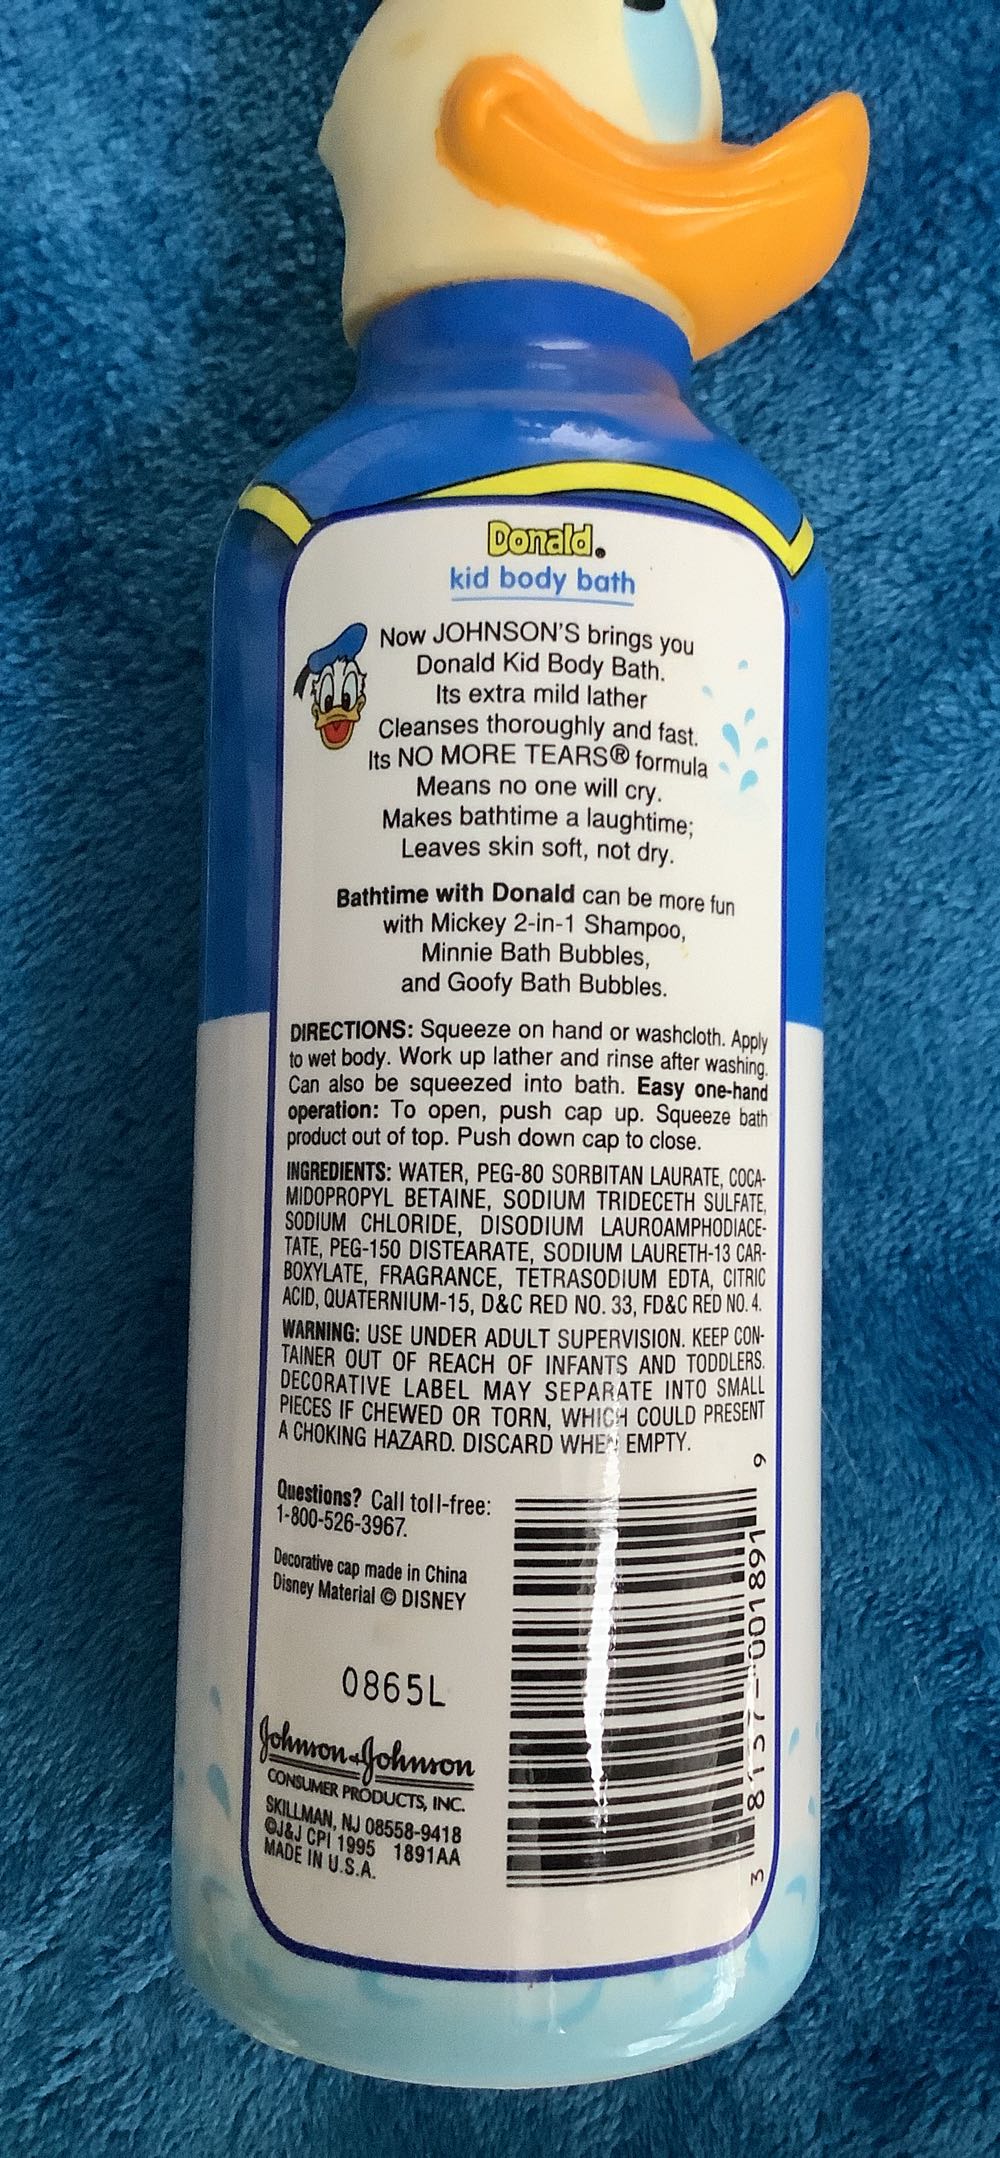 Donald®
kid body bath
Now JOHNSON'S brings you
Donald Kid Body Bath.
Its extra mild lather
Cleanses thoroughly and fast.
Its NO MORE TEARS® formula
Means no one will cry.
Makes bathtime a laughtime;
Leaves skin soft, not dry.
Bathtime with Donald can be more fun
with Mickey 2-in-1 Shampoo,
Minnie Bath Bubbles,
and Goofy Bath Bubbles.
DIRECTIONS: Squeeze on hand or washcloth. Apply
to wet body. Work up lather and rinse after washing.
Can also be squeezed into bath. Easy one-hand
operation: To open, push cap up. Squeeze bath
product out of top. Push down cap to close.
INGREDIENTS: WATER, PEG-80 SORBITAN LAURATE, COCA-
MIDOPROPYL BETAINE, SODIUM TRIDECETH SULFATE,
SODIUM CHLORIDE, DISODIUM LAUROAMPHODIACE-
TATE, PEG-150 DISTEARATE, SODIUM LAURETH-13 CAR-
BOXYLATE, FRAGRANCE, TETRASODIUM EDTA, CITRIC
ACID, QUATERNIUM-15, D&C RED NO. 33, FD&C RED NO. 4.
WARNING: USE UNDER ADULT SUPERVISION. KEEP CON-
TAINER OUT OF REACH OF INFANTS AND TODDLERS.
DECORATIVE LABEL MAY SEPARATE INTO SMALL
PIECES IF CHEWED OR TORN, WHICH COULD PRESENT
A CHOKING HAZARD. DISCARD WHEN EMPTY.
Questions? Call toll-free:
1-800-526-3967.
Decorative cap made in China
Disney Material © DISNEY
0865L
Johnson & Johnson
CONSUMER PRODUCTS, INC.
SKILLMAN, NJ 08558-9418
©J&J CPI 1995 1891AA
MADE IN U.S.A.
3 8137-001891 9